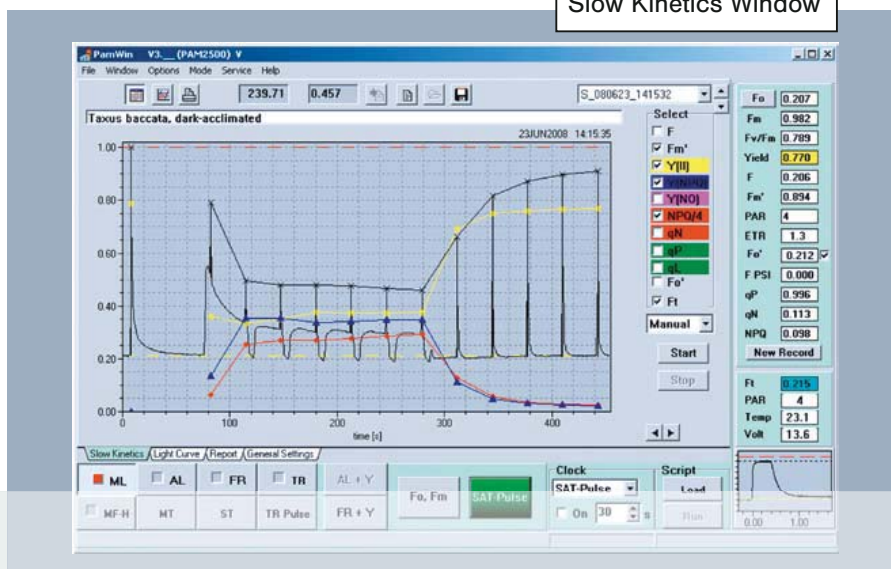 Slow Kinetics Window
PamWin V3.__ (PAM2500) V
File Window Options Mode Service Help
239.71 0.457 S_080623_141532
Taxus baccata, dark-acclimated
23JUN2008 14:15:35
1.00
0.80
0.60
0.40
0.20
0.00
0 100 200 300 400
time [s]
Select
F
Fm'
Y[II]
Y[NPQ]
Y[NO]
NPQ/4
qN
qP
qL
Fo'
Ft
Manual
Start
Stop
Fo 0.207
Fm 0.982
Fv/Fm 0.789
Yield 0.770
F 0.206
Fm' 0.894
PAR 4
ETR 1.3
Fo' 0.212
F PSI 0.000
qP 0.996
qN 0.113
NPQ 0.098
New Record
Ft 0.215
PAR 4
Temp 23.1
Volt 13.6
0.00 1.00
Slow Kinetics Light Curve Report General Settings
ML AL FR TR AL + Y
MF-H MT ST TR Pulse FR + Y
Fo, Fm
SAT-Pulse
Clock
SAT-Pulse
On 30 s
Script
Load
Run